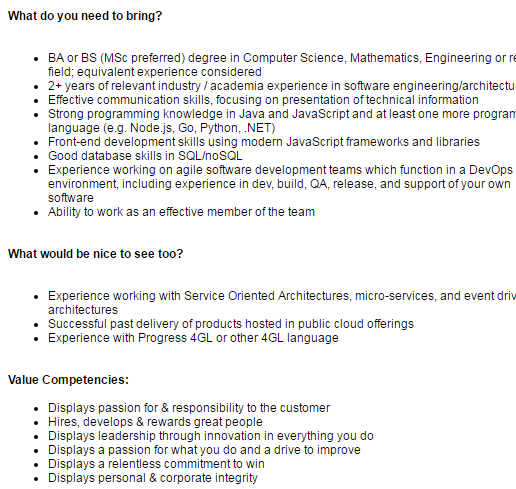 What do you need to bring?
BA or BS (MSc preferred) degree in Computer Science, Mathematics, Engineering or
field; equivalent experience considered
2+ years of relevant industry / academia experience in software
Effective communication skills, focusing on presentation of technical information
Strong programming knowledge in Java and JavaScript and at least one more
language (e.g. Node.js, Go, Python, .NET)
Front-end development skills using modern JavaScript frameworks and libraries
Good database skills in SQL/noSQL
Experience working on agile software development teams which function in a DevOps
environment, including experience in dev, build, QA, release, and support of your own
software
Ability to work as an effective member of the team
What would be nice to see too?
Experience working with Service Oriented Architectures, micro-services, and event
architectures
Successful past delivery of products hosted in public cloud offerings
Experience with Progress 4GL or other 4GL language
Value Competencies:
Displays passion for & responsibility to the customer
Hires, develops & rewards great people
Displays leadership through innovation in everything you do
Displays a passion for what you do and a drive to improve
Displays a relentless commitment to win
Displays personal & corporate integrity